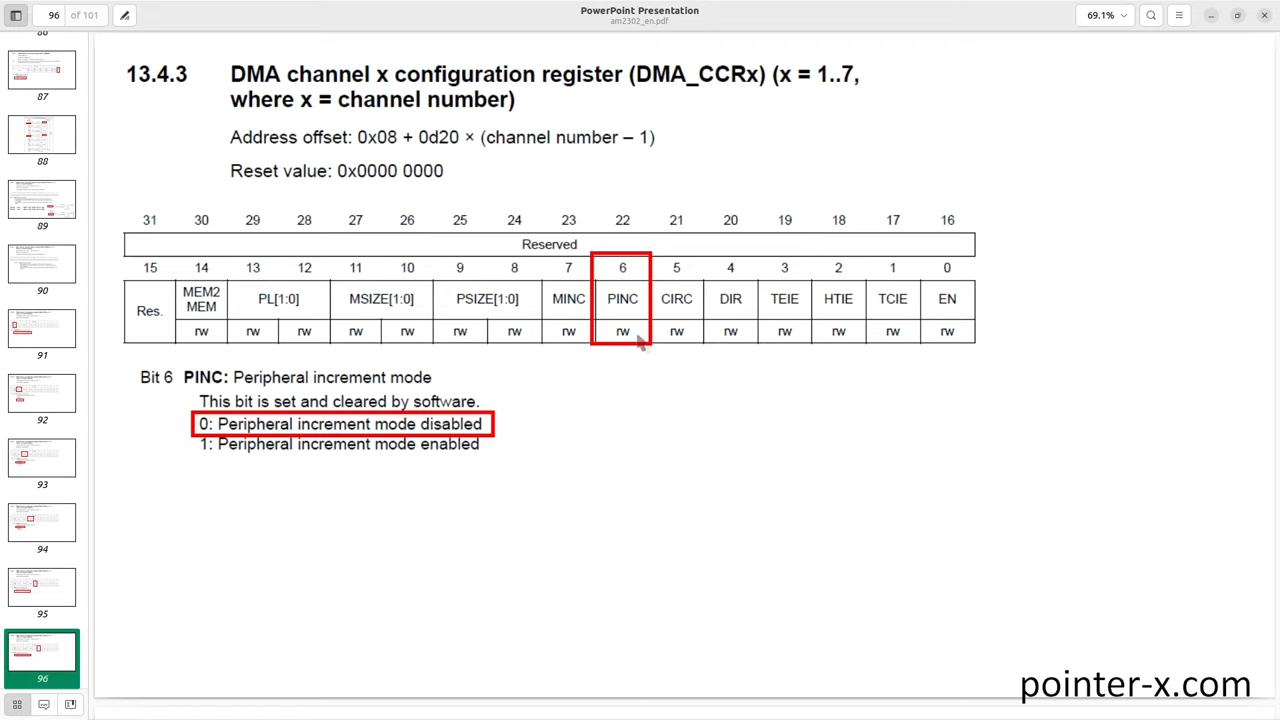 PowerPoint Presentation
am2302_en.pdf
96 of 101
69.1%
13.4.3 DMA channel x configuration register (DMA_CCRx) (x = 1..7,
where x = channel number)
Address offset: 0x08 + 0d20 × (channel number – 1)
Reset value: 0x0000 0000
31 30 29 28 27 26 25 24 23 22 21 20 19 18 17 16
Reserved
15 14 13 12 11 10 9 8 7 6 5 4 3 2 1 0
Res. MEM2 MEM PL[1:0] MSIZE[1:0] PSIZE[1:0] MINC PINC CIRC DIR TEIE HTIE TCIE EN
rw rw rw rw rw rw rw rw rw rw rw rw rw rw rw
Bit 6 PINC: Peripheral increment mode
This bit is set and cleared by software.
0: Peripheral increment mode disabled
1: Peripheral increment mode enabled
87
88
89
90
91
92
93
94
95
96
pointer-x.com